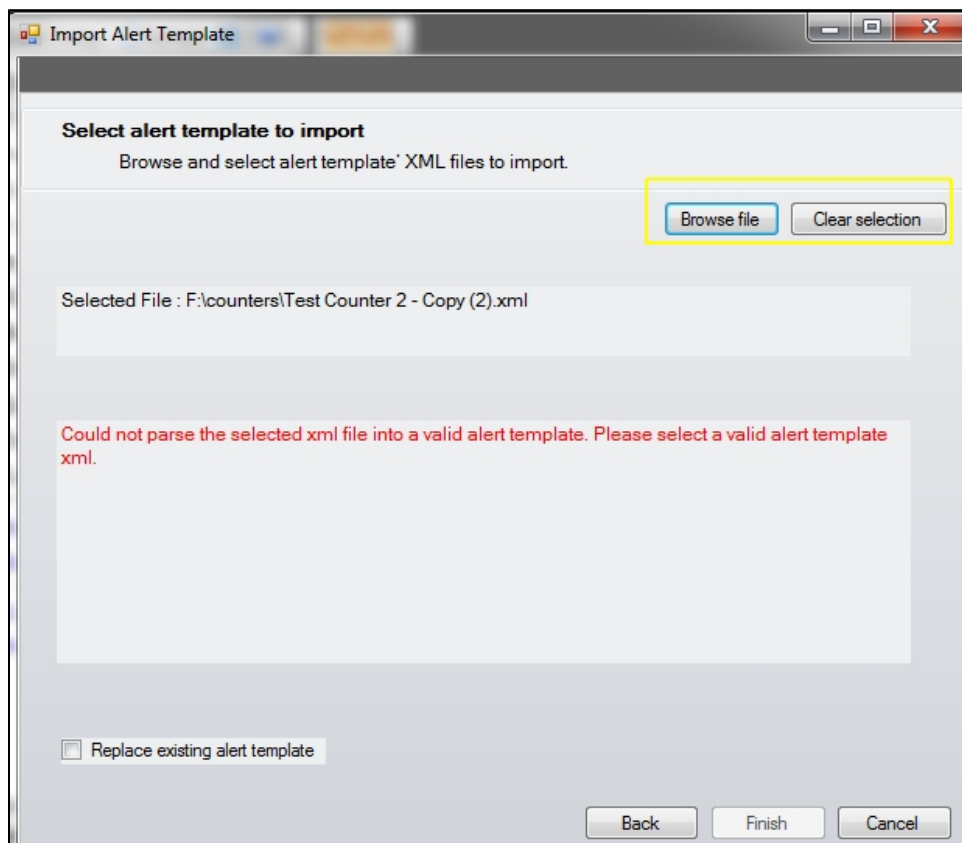 Import Alert Template
Select alert template to import
Browse and select alert template' XML files to import.
Browse file Clear selection
Selected File : F:\counters\Test Counter 2 - Copy (2).xml
Could not parse the selected xml file into a valid alert template. Please select a valid alert template
xml.
Replace existing alert template
Back Finish Cancel